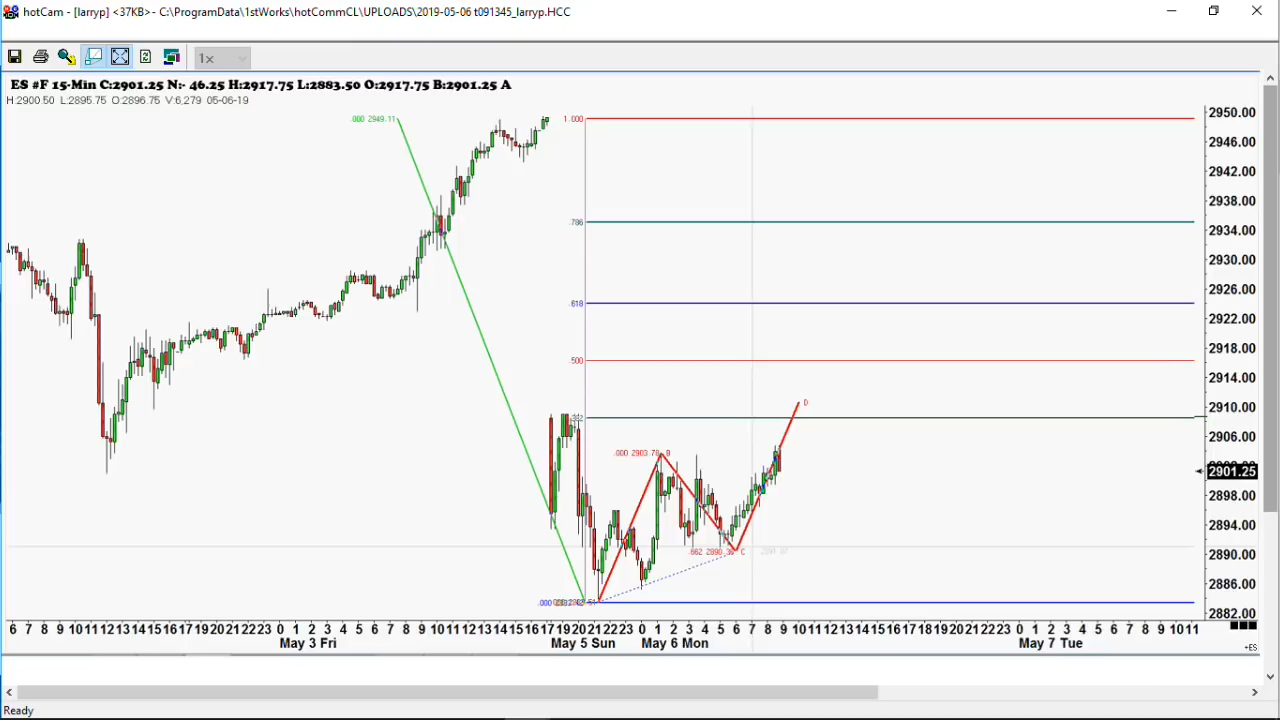 hotCam - [larryp] <37KB>- C:\ProgramData\1stWorks\hotCommCL\UPLOADS\2019-05-06 t091345_larryp.HCC
1x
ES #F 15-Min C:2901.25 N:- 46.25 H:2917.75 L:2883.50 O:2917.75 B:2901.25 A
H:2900.50 L:2895.75 O:2896.75 V:6,279 05-06-19
.000 2949.11
1.000
2950.00
2946.00
2942.00
2938.00
.786
2934.00
2930.00
2926.00
.618
2922.00
2918.00
.500
2914.00
D
2910.00
.382
2906.00
.000 2903.78 B
2901.25
2898.00
2894.00
2890.00
C
2886.00
2882.00
6 7 8 9 10 11 12 13 14 15 16 17 18 19 20 21 22 23 0 1 2 3 4 5 6 7 8 9 10 11 12 13 14 15 16 17 18 19 20 21 22 23 0 1 2 3 4 5 6 7 8 9 10 11 12 13 14 15 16 17 18 19 20 21 22 23 0 1 2 3 4 5 6 7 8 9 10 11
May 3 Fri May 5 Sun May 6 Mon May 7 Tue
+ES
Ready